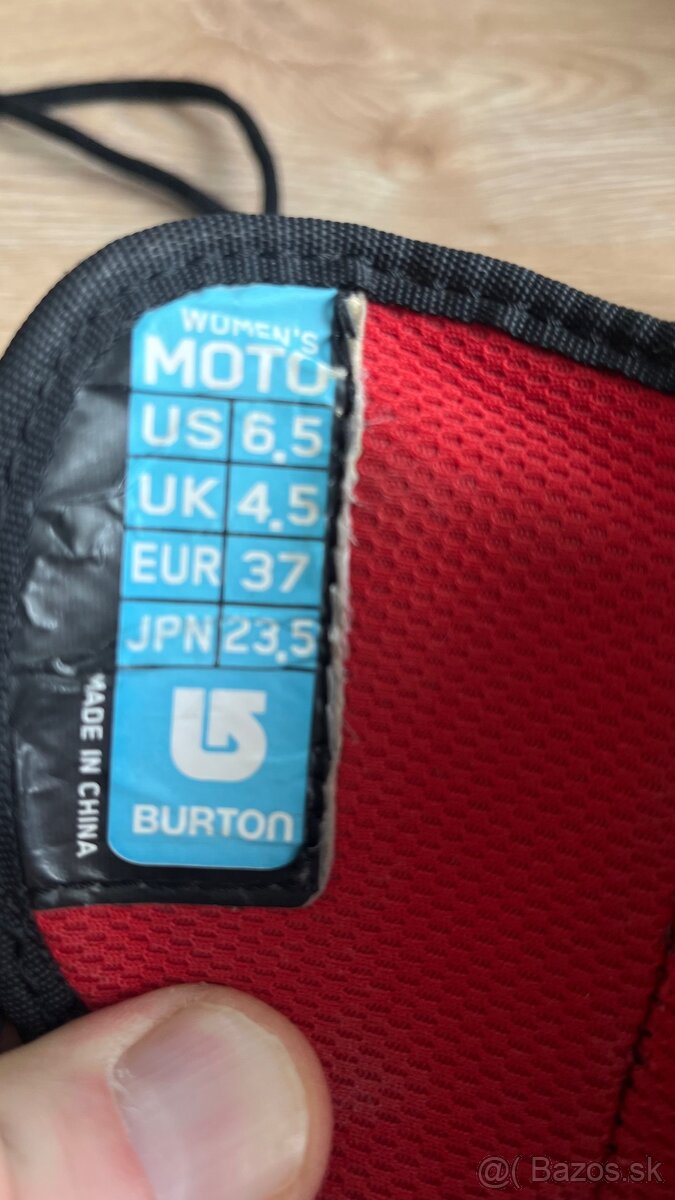 WOMEN'S
MOTO
US 6.5
UK 4.5
EUR 37
JPN 23.5
BURTON
MADE IN CHINA
@( Bazos.sk